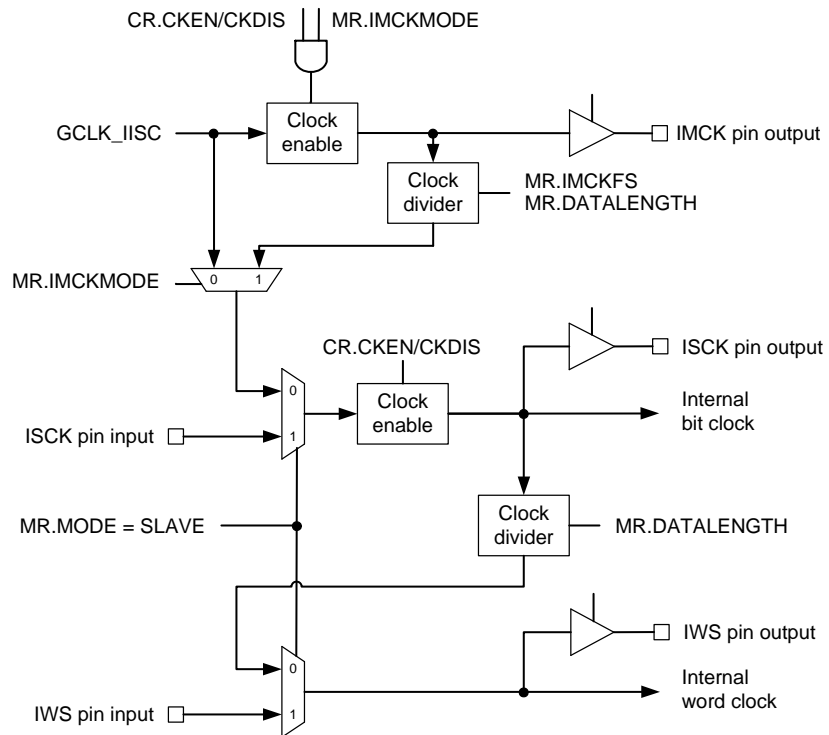 CR.CKEN/CKDIS MR.IMCKMODE
GCLK_IISC
Clock
enable
IMCK pin output
Clock
divider
MR.IMCKFS
MR.DATALENGTH
MR.IMCKMODE
0 1
CR.CKEN/CKDIS
ISCK pin output
0
Clock
enable
Internal
bit clock
ISCK pin input
1
MR.MODE = SLAVE
Clock
divider
MR.DATALENGTH
IWS pin output
0
Internal
word clock
IWS pin input
1